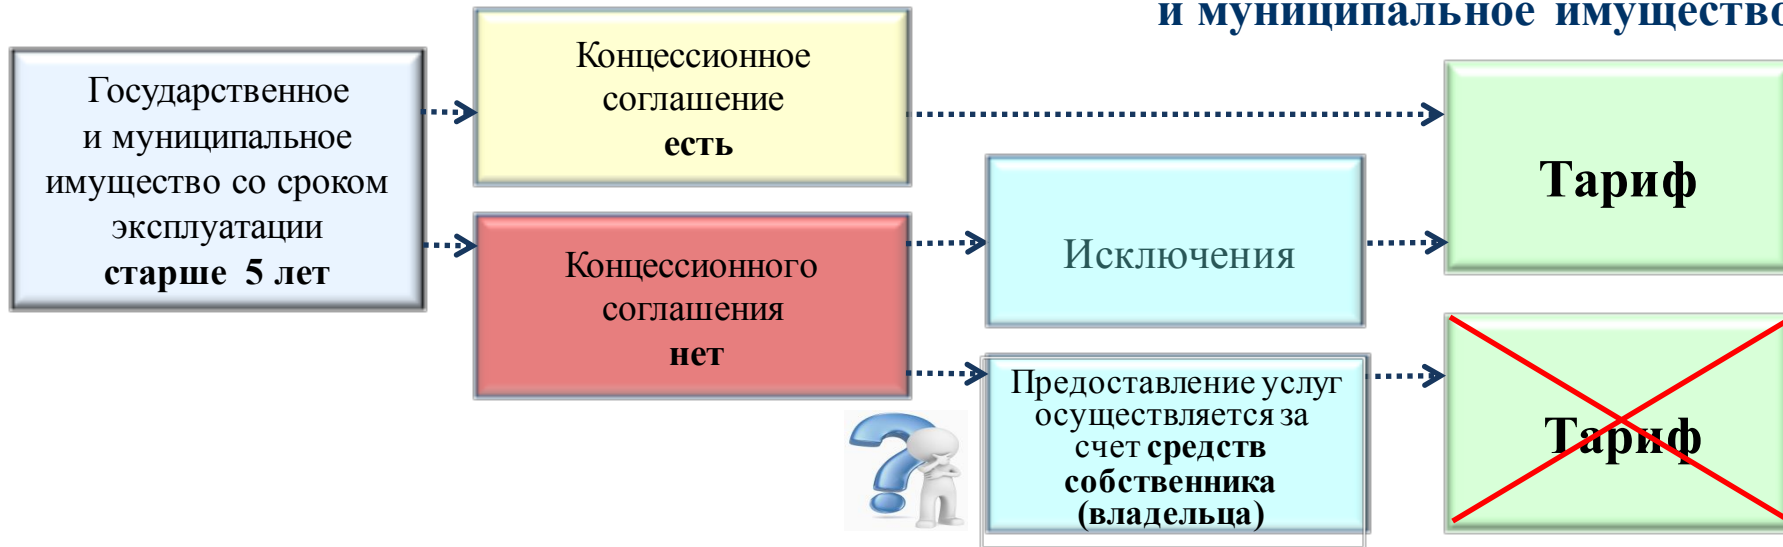 и муниципальное имущество
Государственное
и муниципальное
имущество со сроком
эксплуатации
старше 5 лет
Концессионное
соглашение
есть
Концессионного
соглашения
нет
Исключения
Предоставление услуг
осуществляется за
счет средств
собственника
(владельца)
Тариф
Тариф